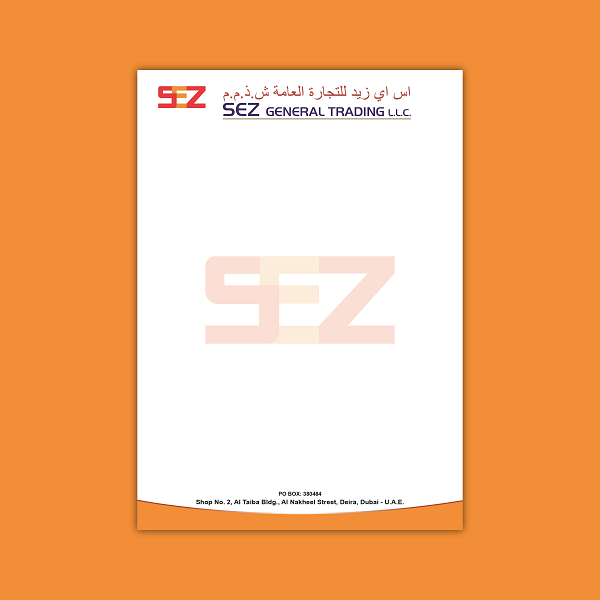 SEZ
اس اي زيد للتجارة العامة ش.ذ.م.م
SEZ GENERAL TRADING L.L.C.
SEZ
PO BOX: 380484
Shop No. 2, Al Taiba Bldg., Al Nakheel Street, Deira, Dubai - U.A.E.